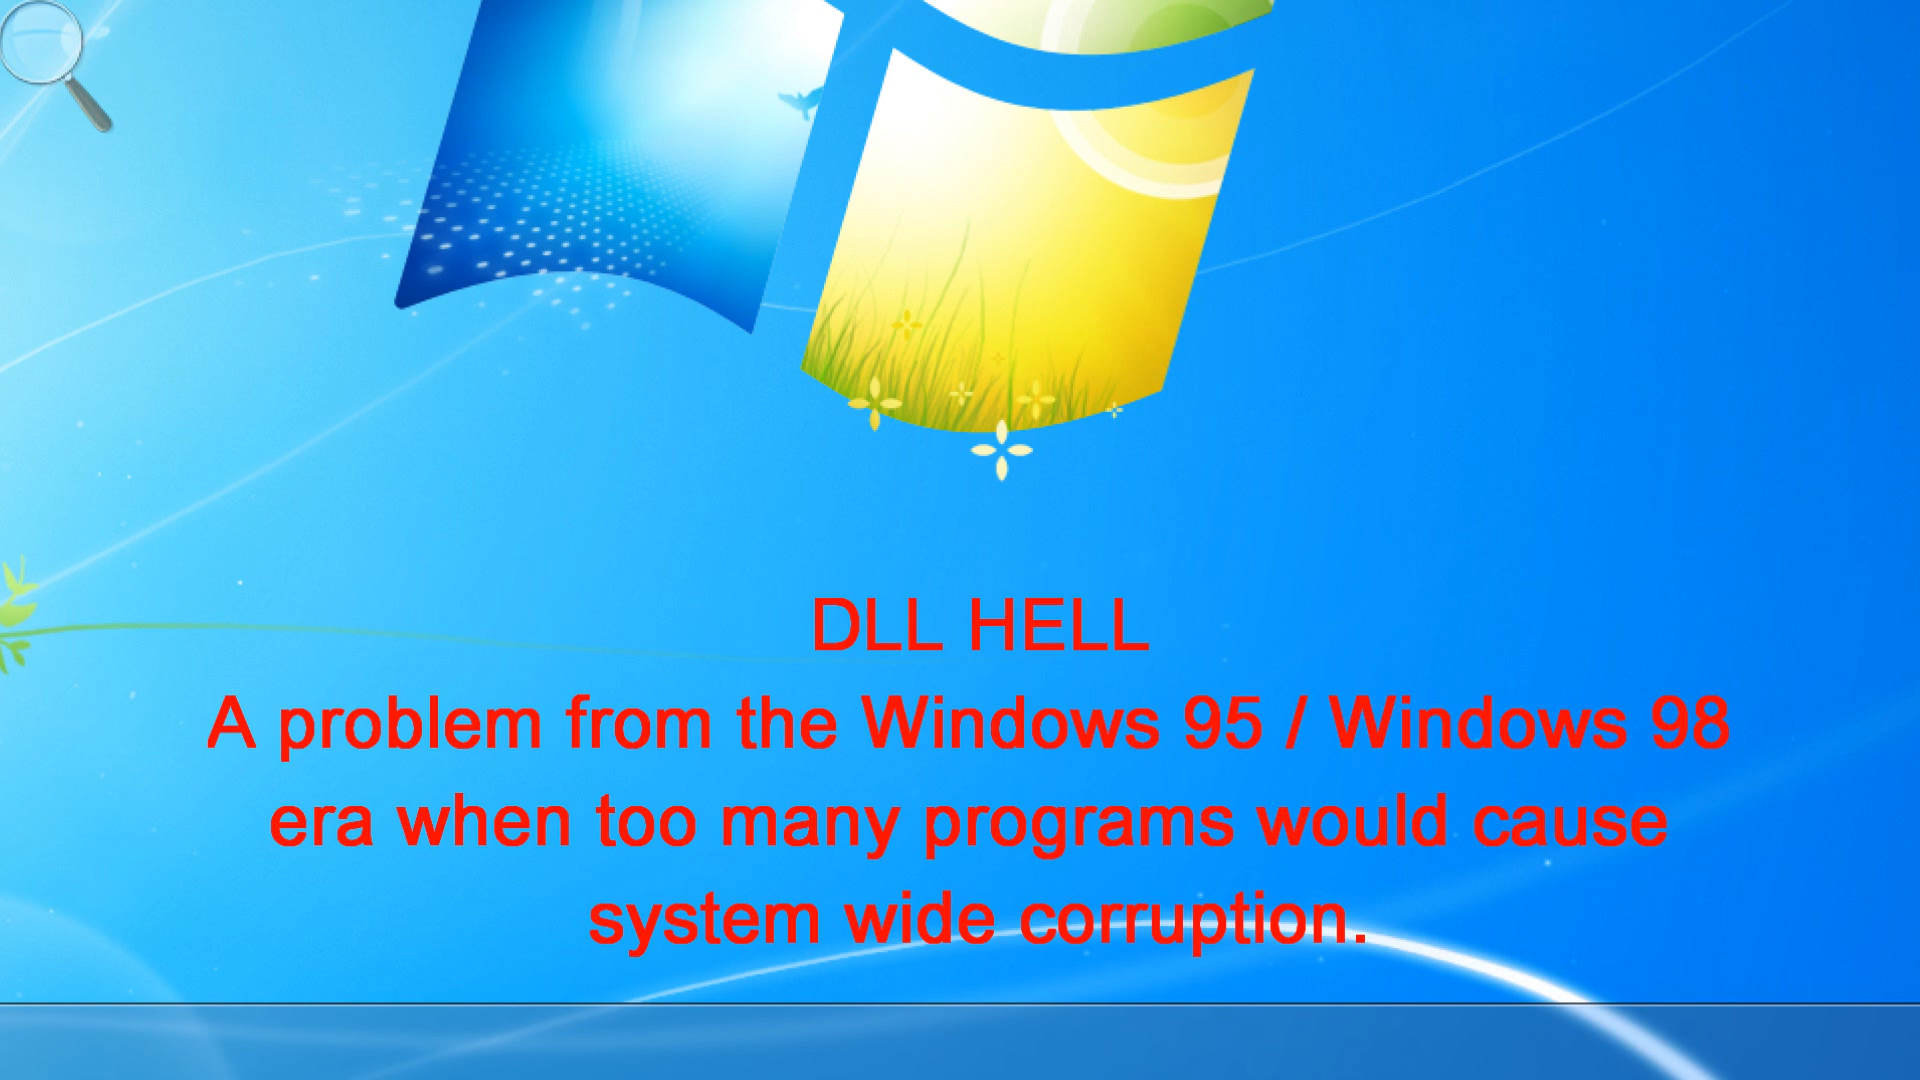 DLL HELL
A problem from the Windows 95 / Windows 98
era when too many programs would cause
system wide corruption.